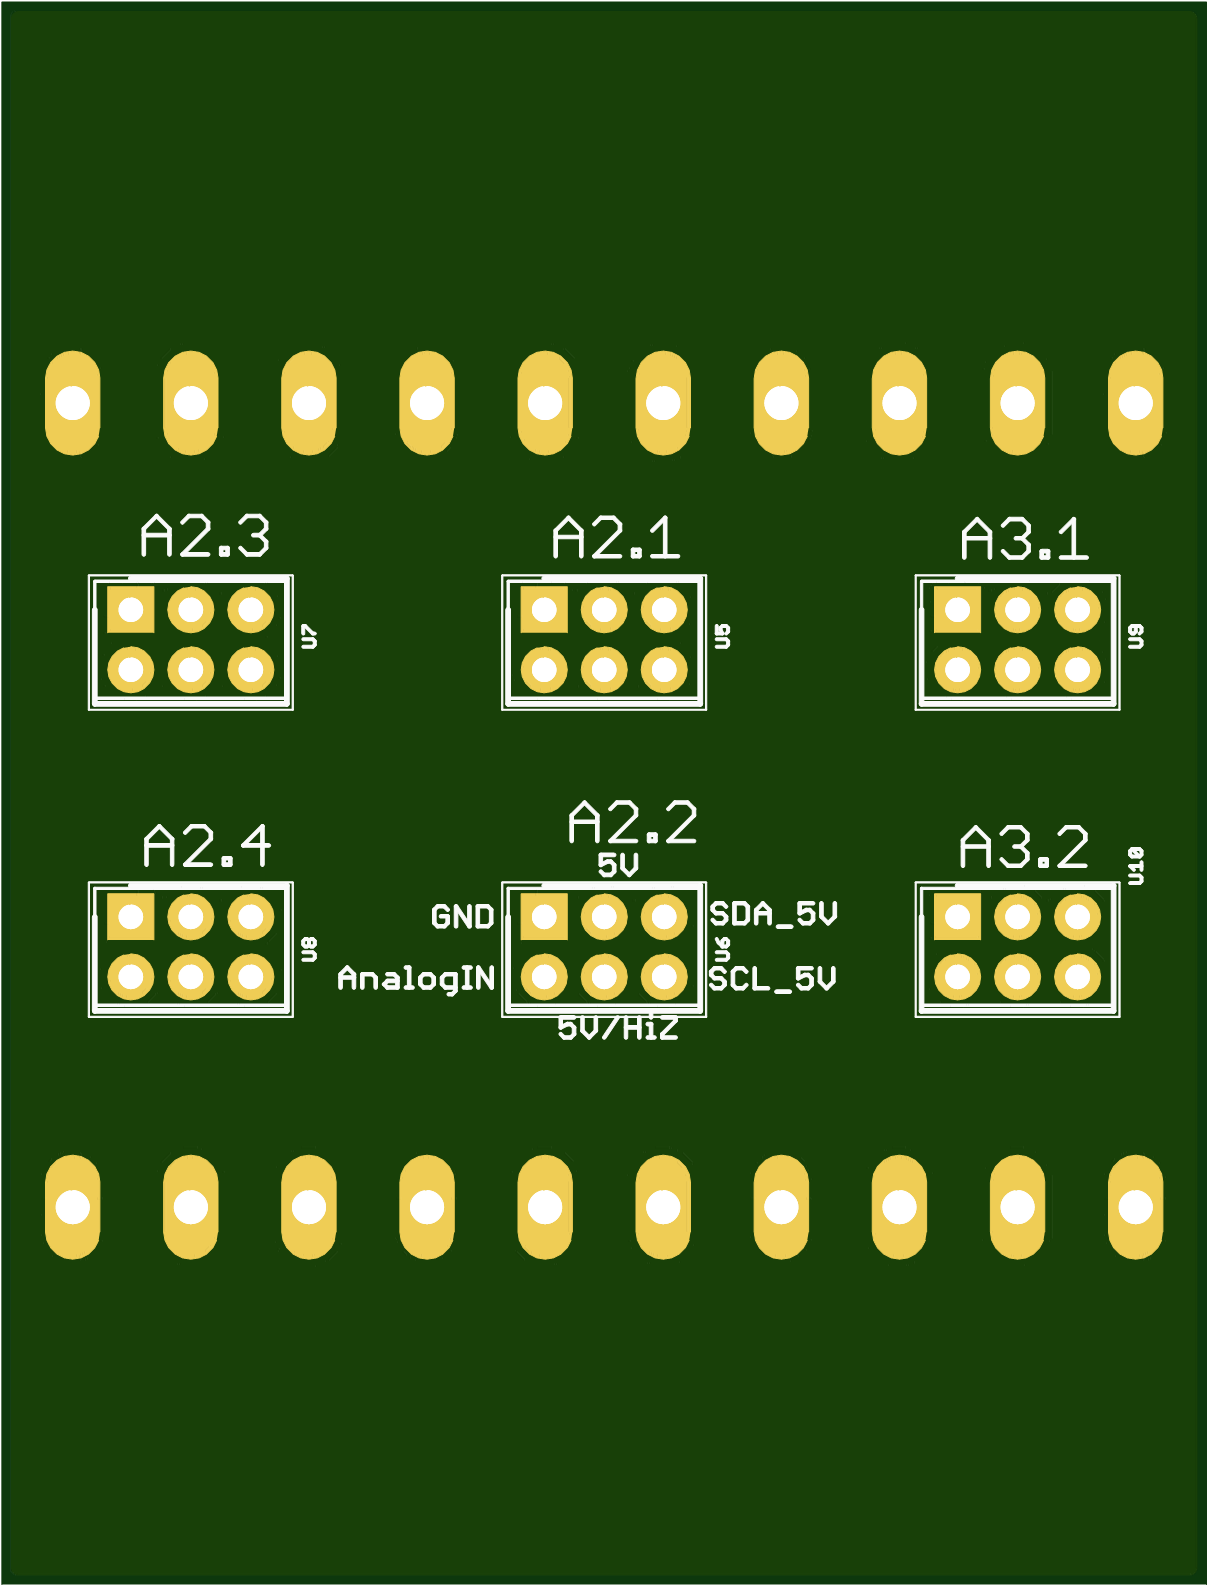 A2.3
A2.1
A3.1
U7
U5
U9
A2.2
A2.4
A3.2
5V
U10
GND
SDA_5V
U8
U6
AnalogIN
SCL_5V
5V/HiZ